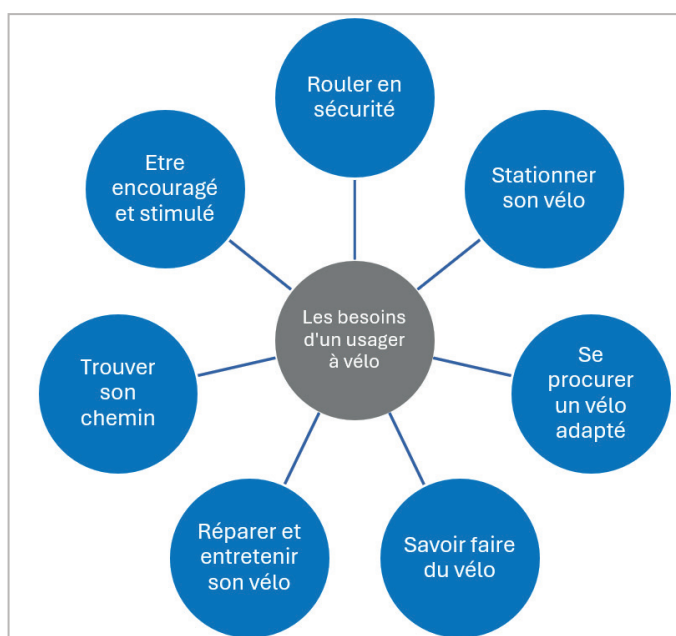 Rouler en
sécurité
Stationner
son vélo
Se
procurer
un vélo
adapté
Savoir faire
du vélo
Réparer et
entretenir
son vélo
Trouver
son
chemin
Etre
encouragé
et stimulé
Les besoins
d'un usager
à vélo